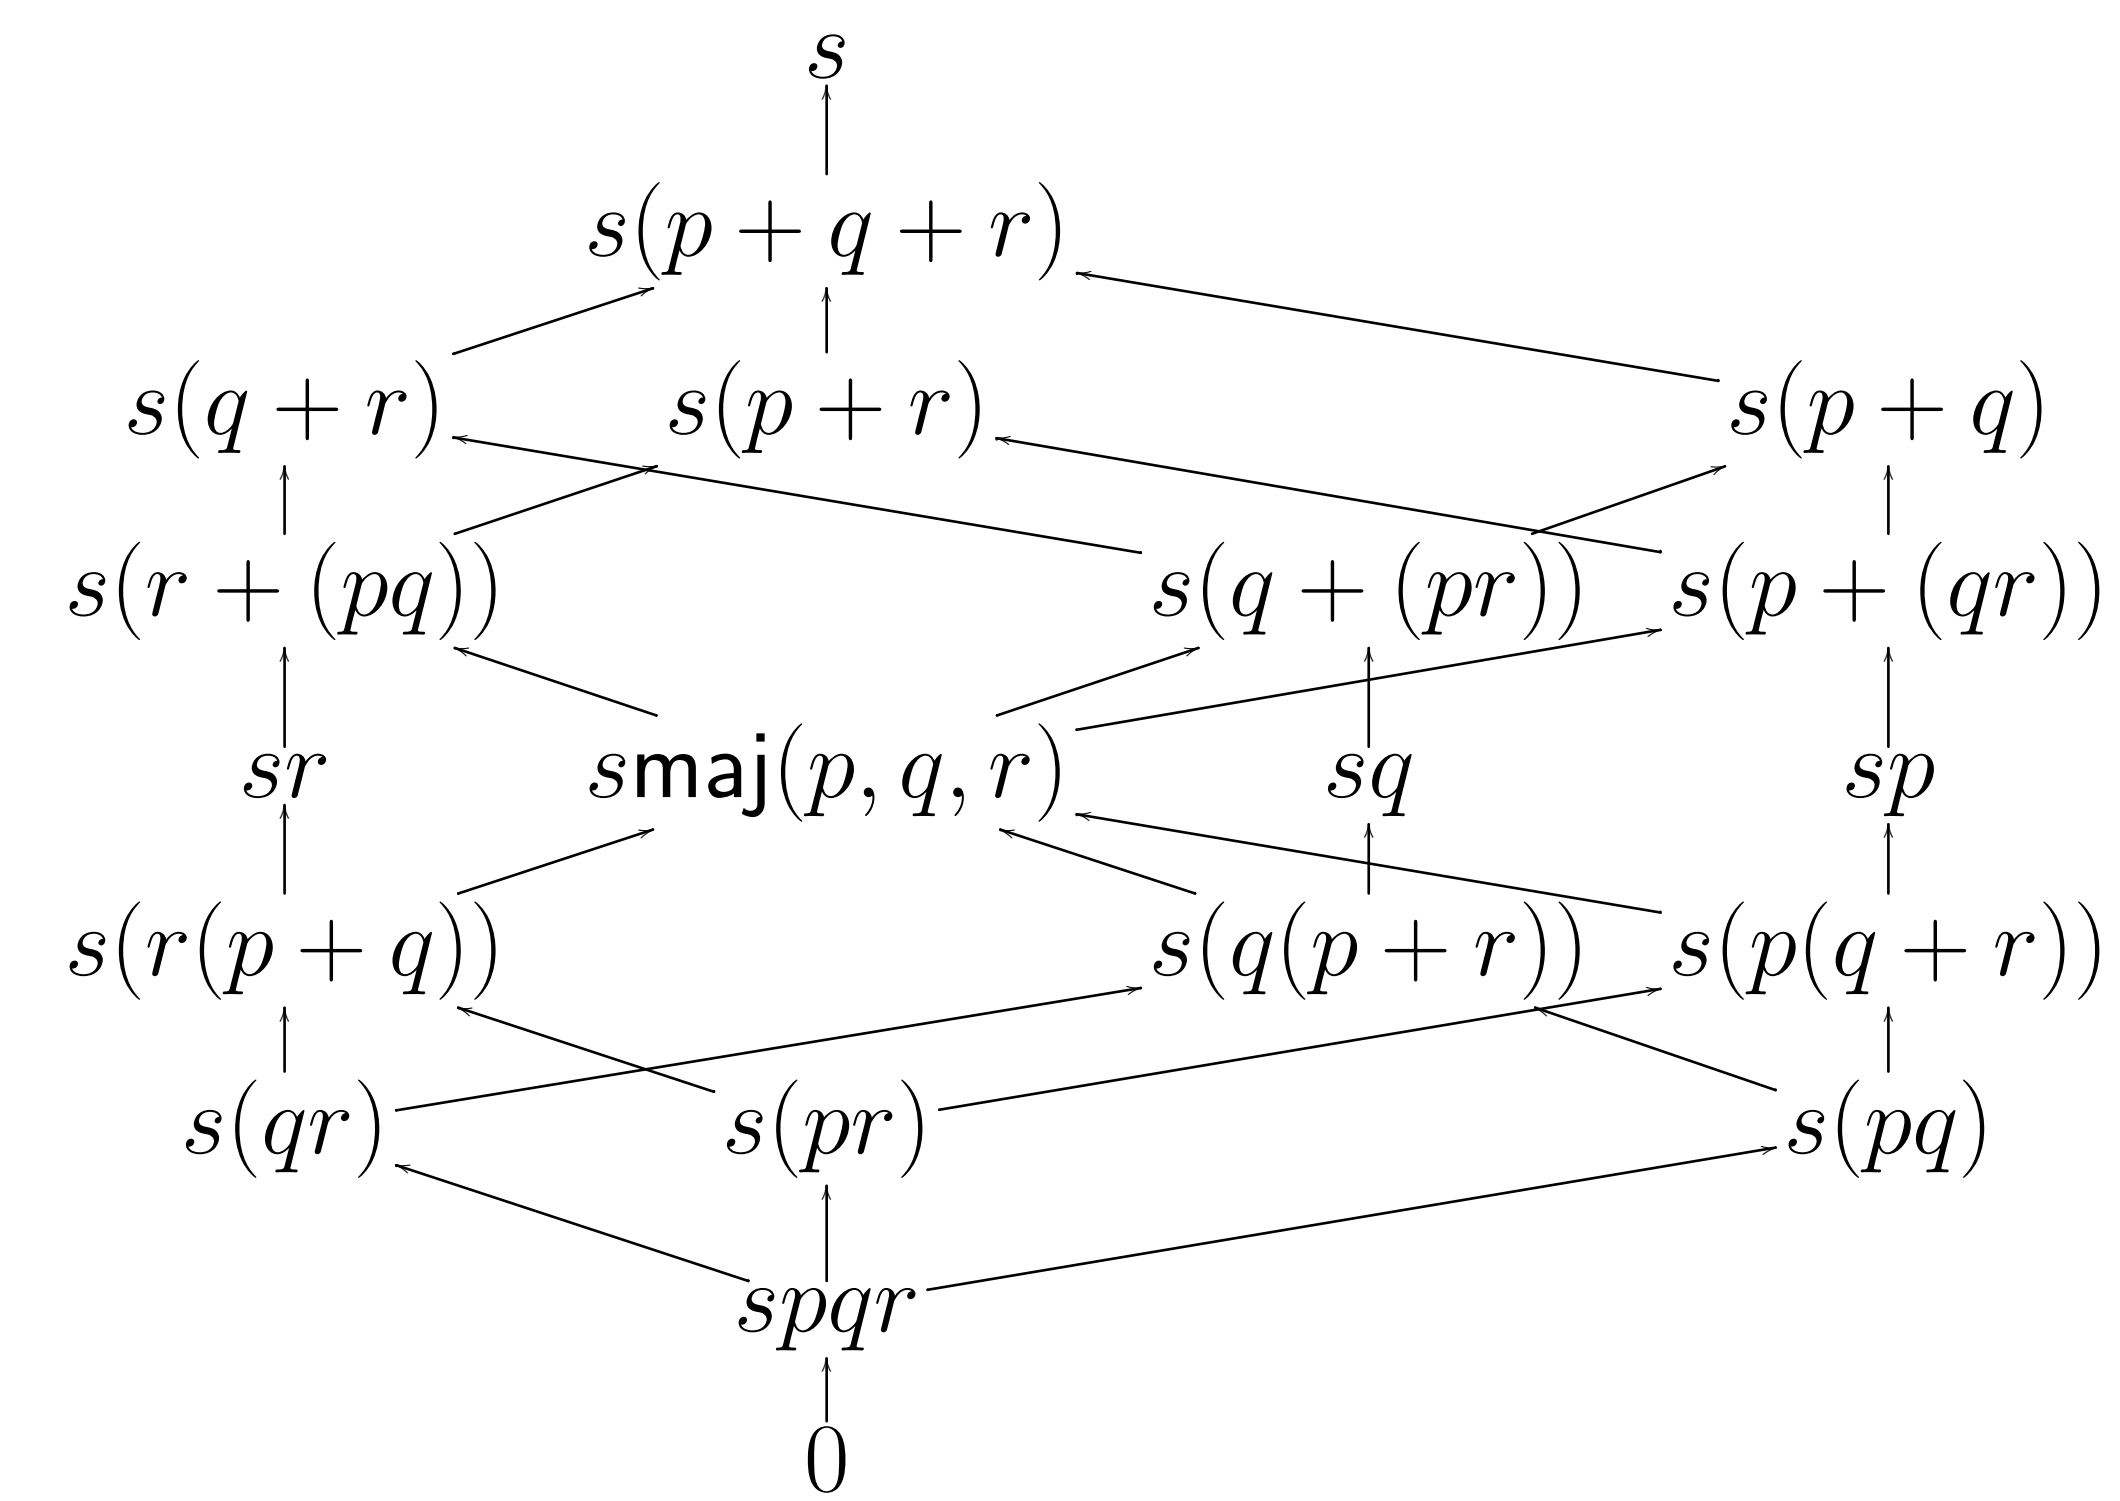 s
s(p + q + r)
s(q + r) s(p + r) s(p + q)
s(r + (pq)) s(q + (pr)) s(p + (qr))
sr smaj(p, q, r) sq sp
s(r(p + q)) s(q(p + r)) s(p(q + r))
s(qr) s(pr) s(pq)
spqr
0